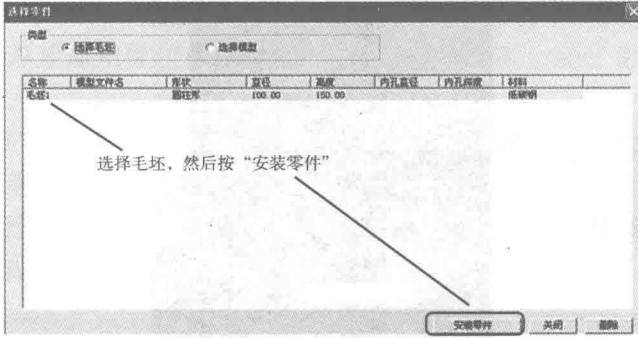 选择零件
类型
选择毛坯 选择模型
名称 模型文件名 形状 直径 高度 内孔直径 内孔深度 材料
毛坯1 圆柱形 100.00 150.00 低碳钢
选择毛坯，然后按“安装零件”
安装零件 关闭 删除